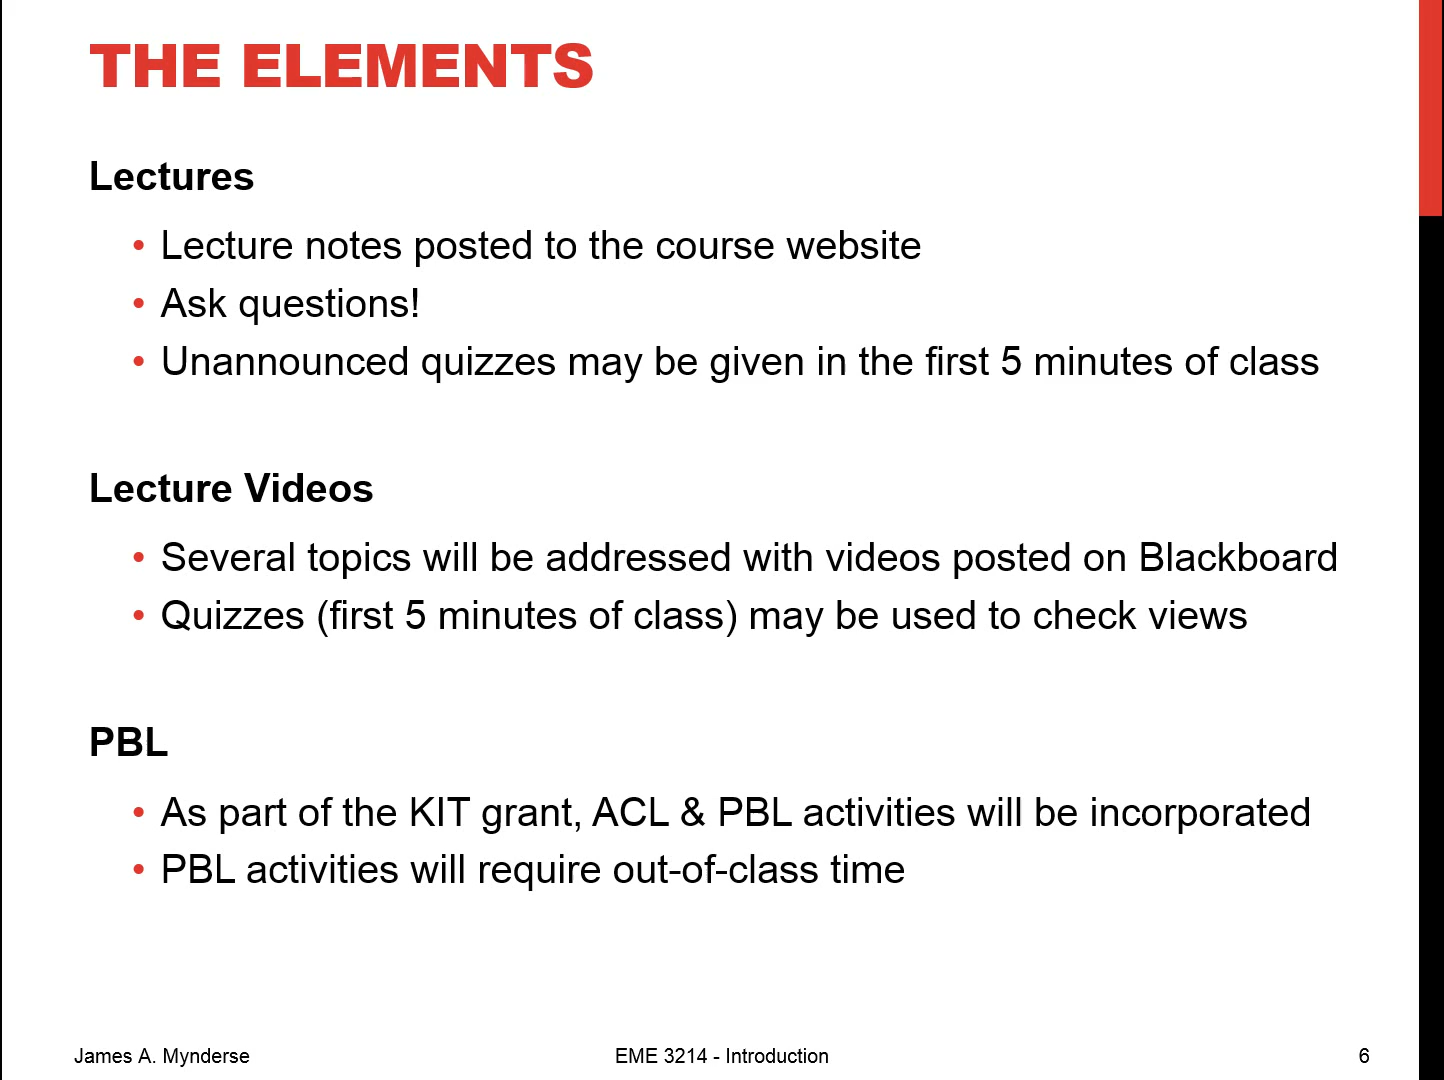 THE ELEMENTS
Lectures
• Lecture notes posted to the course website
• Ask questions!
• Unannounced quizzes may be given in the first 5 minutes of class
Lecture Videos
• Several topics will be addressed with videos posted on Blackboard
• Quizzes (first 5 minutes of class) may be used to check views
PBL
• As part of the KIT grant, ACL & PBL activities will be incorporated
• PBL activities will require out-of-class time
James A. Mynderse
EME 3214 - Introduction
6